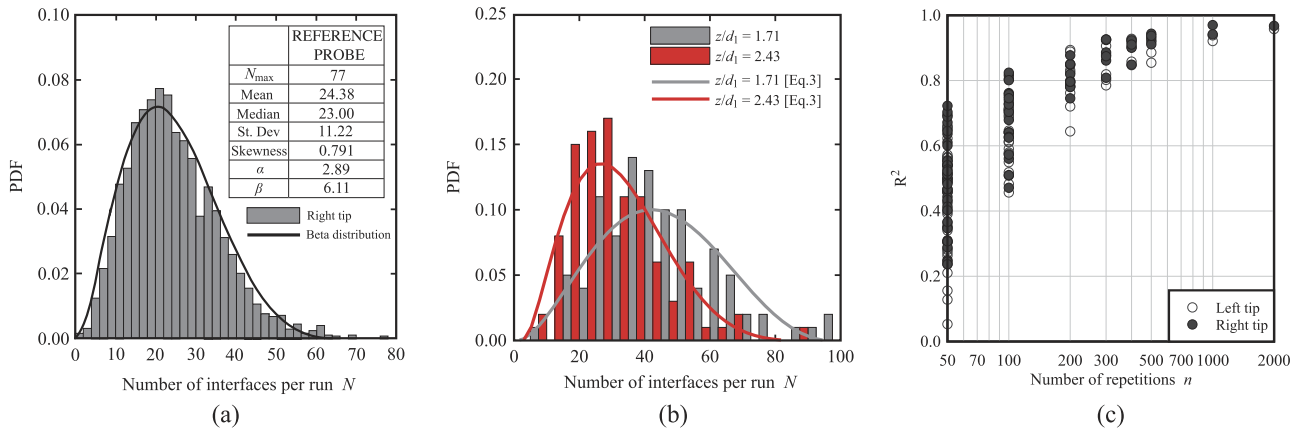 (a)
PDF
0.10
0.08
0.06
0.04
0.02
0.00
0 10 20 30 40 50 60 70 80
Number of interfaces per run N
REFERENCE PROBE
Nmax 77
Mean 24.38
Median 23.00
St. Dev 11.22
Skewness 0.791
α 2.89
β 6.11
Right tip
Beta distribution
(a)
PDF
0.25
0.20
0.15
0.10
0.05
0.00
0 20 40 60 80 100
Number of interfaces per run N
z/d1 = 1.71
z/d1 = 2.43
z/d1 = 1.71 [Eq.3]
z/d1 = 2.43 [Eq.3]
(b)
R2
1.0
0.8
0.6
0.4
0.2
0.0
50 70 100 200 300 500 700 1000 2000
Number of repetitions n
Left tip
Right tip
(c)